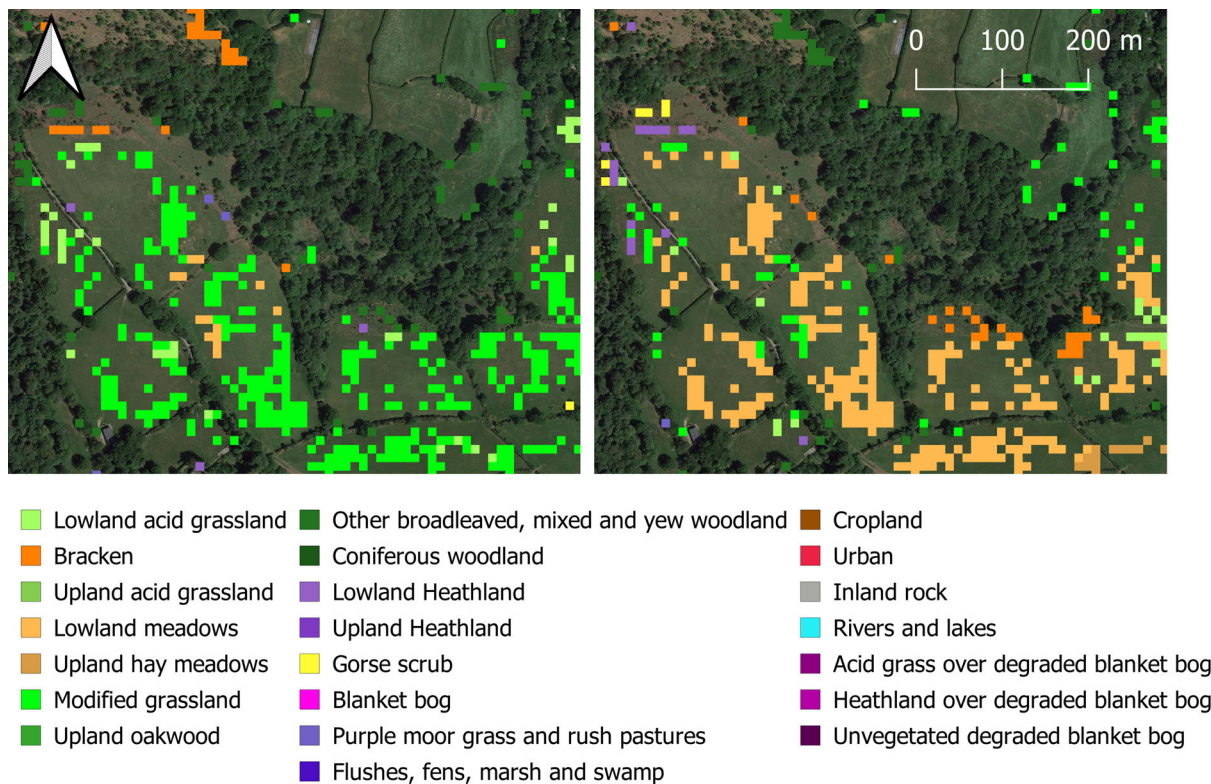 0 100 200 m
Lowland acid grassland
Bracken
Upland acid grassland
Lowland meadows
Upland hay meadows
Modified grassland
Upland oakwood
Other broadleaved, mixed and yew woodland
Coniferous woodland
Lowland Heathland
Upland Heathland
Gorse scrub
Blanket bog
Purple moor grass and rush pastures
Flushes, fens, marsh and swamp
Cropland
Urban
Inland rock
Rivers and lakes
Acid grass over degraded blanket bog
Heathland over degraded blanket bog
Unvegetated degraded blanket bog